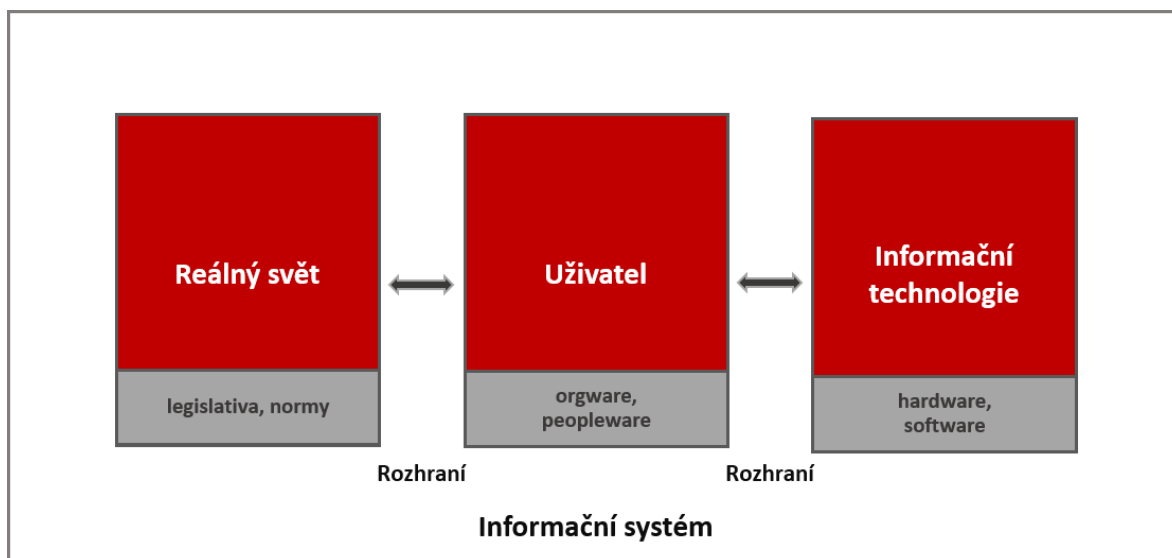 Reálný svět
Uživatel
Informační
technologie
legislativa, normy
orgware,
peopleware
hardware,
software
Rozhraní
Rozhraní
Informační systém